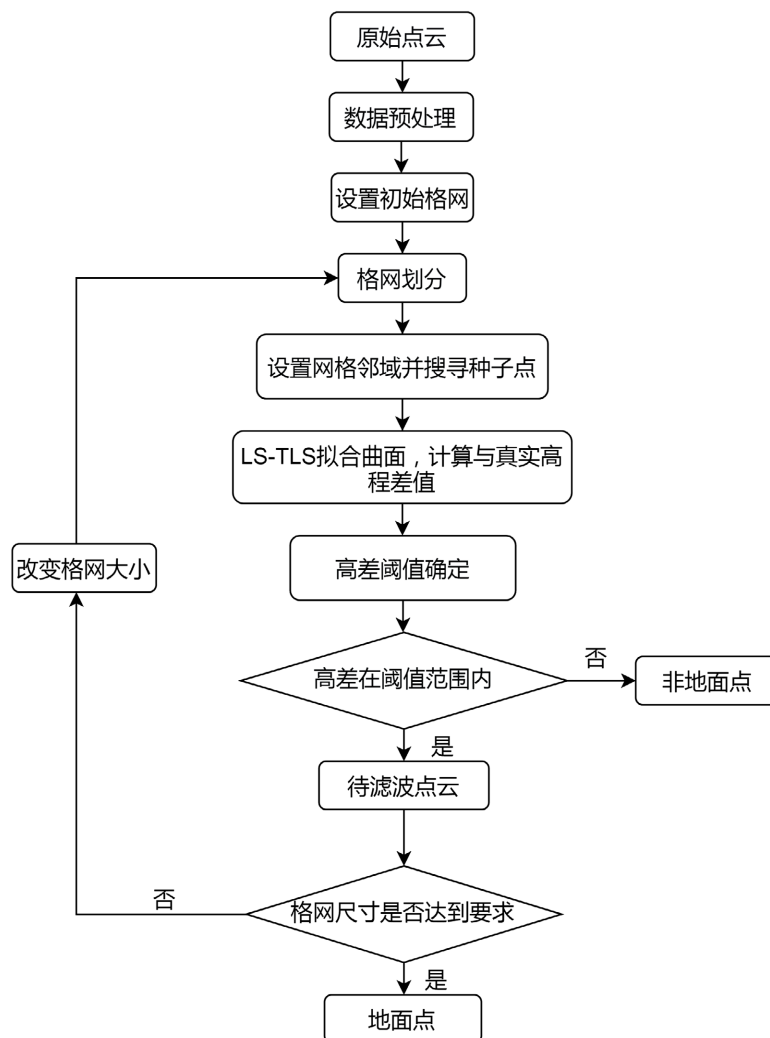 原始点云
数据预处理
设置初始格网
格网划分
设置网格邻域并搜寻种子点
LS-TLS拟合曲面，计算与真实高
程差值
改变格网大小
高差阈值确定
高差在阈值范围内
否
非地面点
是
待滤波点云
否
格网尺寸是否达到要求
是
地面点